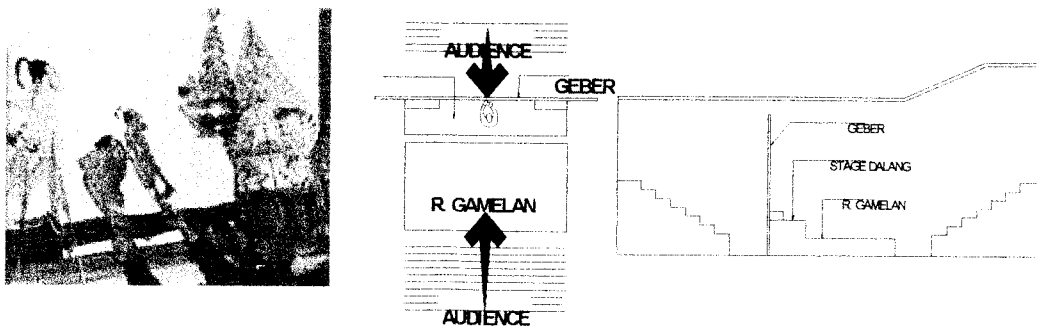 AUDIENCE
GEBER
R. GAMELAN
AUDIENCE
GEBER
STAGE DALANG
R. GAMELAN